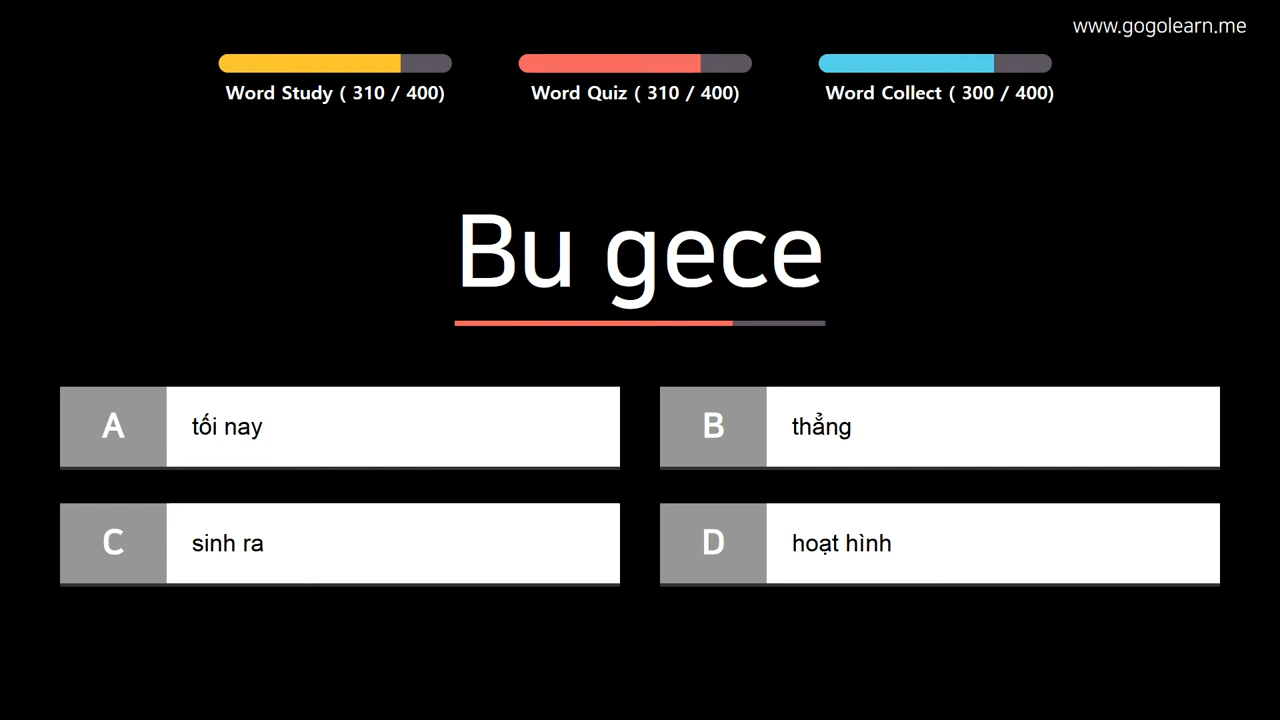 www.gogolearn.me
Word Study ( 310 / 400)
Word Quiz ( 310 / 400)
Word Collect ( 300 / 400)
Bu gece
A
tối nay
B
thẳng
C
sinh ra
D
hoạt hình